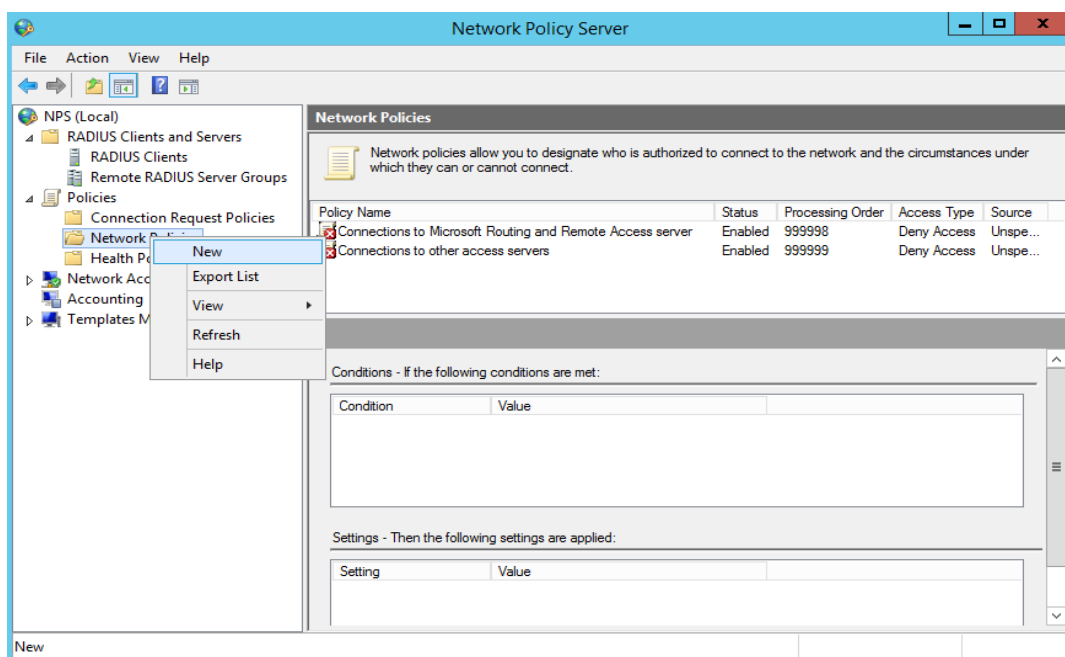 Network Policy Server
File Action View Help
NPS (Local)
RADIUS Clients and Servers
RADIUS Clients
Remote RADIUS Server Groups
Policies
Connection Request Policies
Network
Health Po
Network Acc
Accounting
Templates M
New
Export List
View
Refresh
Help
Network Policies
Network policies allow you to designate who is authorized to connect to the network and the circumstances under
which they can or cannot connect.
Policy Name Status Processing Order Access Type Source
Connections to Microsoft Routing and Remote Access server Enabled 999998 Deny Access Unspe...
Connections to other access servers Enabled 999999 Deny Access Unspe...
Conditions - If the following conditions are met:
Condition Value
Settings - Then the following settings are applied:
Setting Value
New